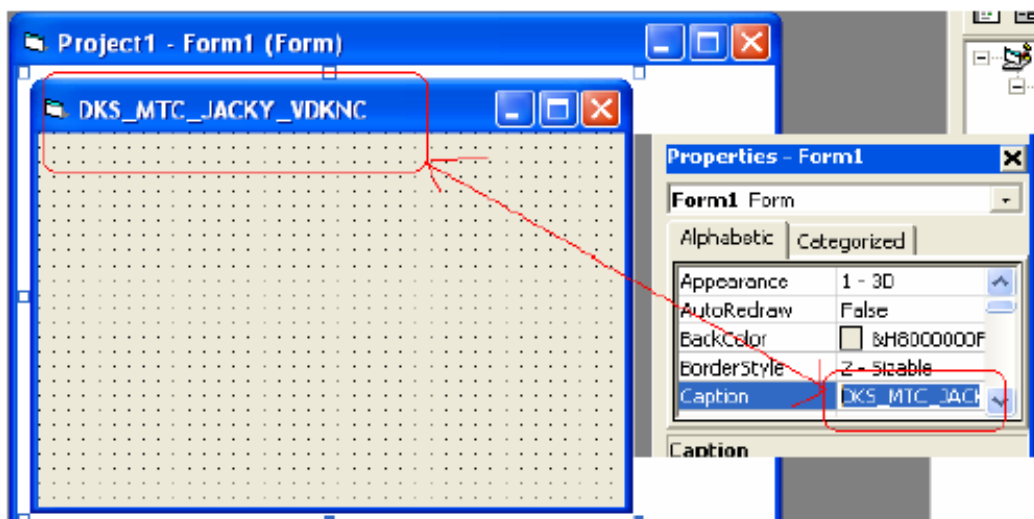 Project1 - Form1 (Form)
DKS_MTC_JACKY_VDKNC
Properties - Form1
Form1 Form
Alphabetic Categorized
Appearance 1 - 3D
AutoRedraw False
BackColor &H8000000F
BorderStyle 2 - Sizable
Caption DKS_MTC_JACK
Caption